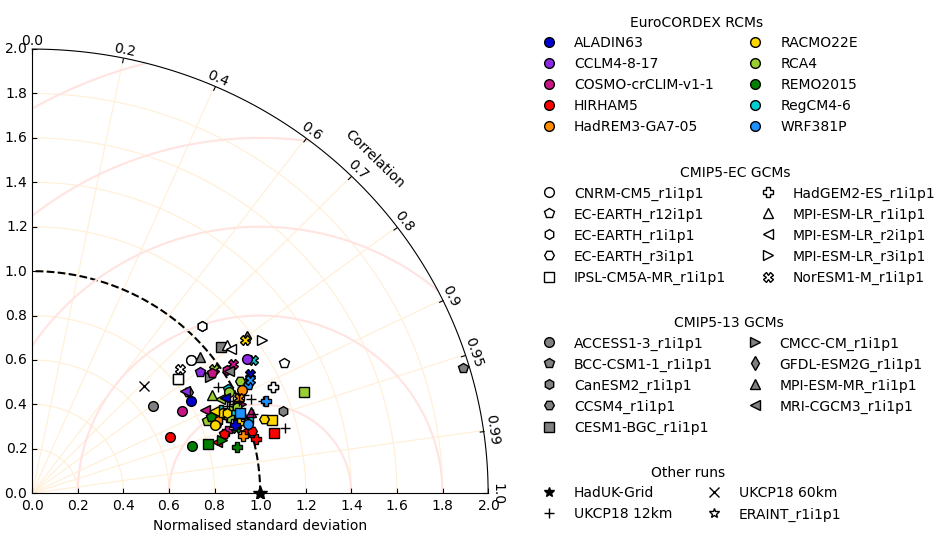 EuroCORDEX RCMs
ALADIN63 RACMO22E
CCLM4-8-17 RCA4
COSMO-crCLIM-v1-1 REMO2015
HIRHAM5 RegCM4-6
HadREM3-GA7-05 WRF381P
CMIP5-EC GCMs
CNRM-CM5_r1i1p1 HadGEM2-ES_r1i1p1
EC-EARTH_r12i1p1 MPI-ESM-LR_r1i1p1
EC-EARTH_r1i1p1 MPI-ESM-LR_r2i1p1
EC-EARTH_r3i1p1 MPI-ESM-LR_r3i1p1
IPSL-CM5A-MR_r1i1p1 NorESM1-M_r1i1p1
CMIP5-13 GCMs
ACCESS1-3_r1i1p1 CMCC-CM_r1i1p1
BCC-CSM1-1_r1i1p1 GFDL-ESM2G_r1i1p1
CanESM2_r1i1p1 MPI-ESM-MR_r1i1p1
CCSM4_r1i1p1 MRI-CGCM3_r1i1p1
CESM1-BGC_r1i1p1
Other runs
HadUK-Grid UKCP18 60km
UKCP18 12km ERAINT_r1i1p1
0.0
0.2
0.4
0.6
Correlation
0.7
0.8
0.9
0.95
0.99
1.0
2.0
1.8
1.6
1.4
1.2
1.0
0.8
0.6
0.4
0.2
0.0
0.0 0.2 0.4 0.6 0.8 1.0 1.2 1.4 1.6 1.8 2.0
Normalised standard deviation